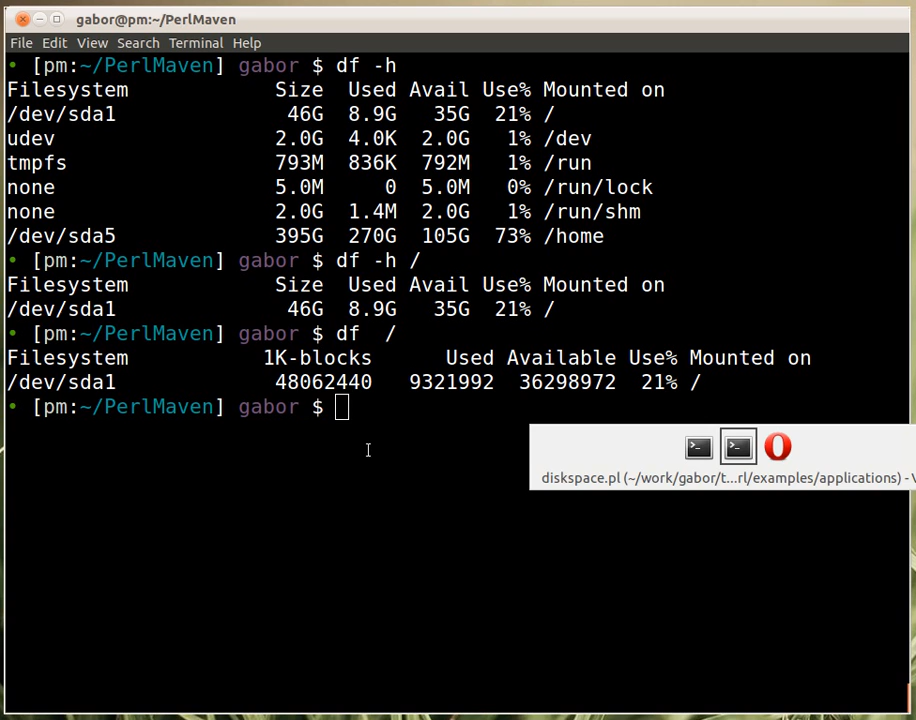 gabor@pm:~/PerlMaven
File Edit View Search Terminal Help
• [pm:~/PerlMaven] gabor $ df -h
Filesystem Size Used Avail Use% Mounted on
/dev/sda1 46G 8.9G 35G 21% /
udev 2.0G 4.0K 2.0G 1% /dev
tmpfs 793M 836K 792M 1% /run
none 5.0M 0 5.0M 0% /run/lock
none 2.0G 1.4M 2.0G 1% /run/shm
/dev/sda5 395G 270G 105G 73% /home
• [pm:~/PerlMaven] gabor $ df -h /
Filesystem Size Used Avail Use% Mounted on
/dev/sda1 46G 8.9G 35G 21% /
• [pm:~/PerlMaven] gabor $ df  /
Filesystem 1K-blocks Used Available Use% Mounted on
/dev/sda1 48062440 9321992 36298972 21% /
• [pm:~/PerlMaven] gabor $
diskspace.pl (~/work/gabor/t...rl/examples/applications) -